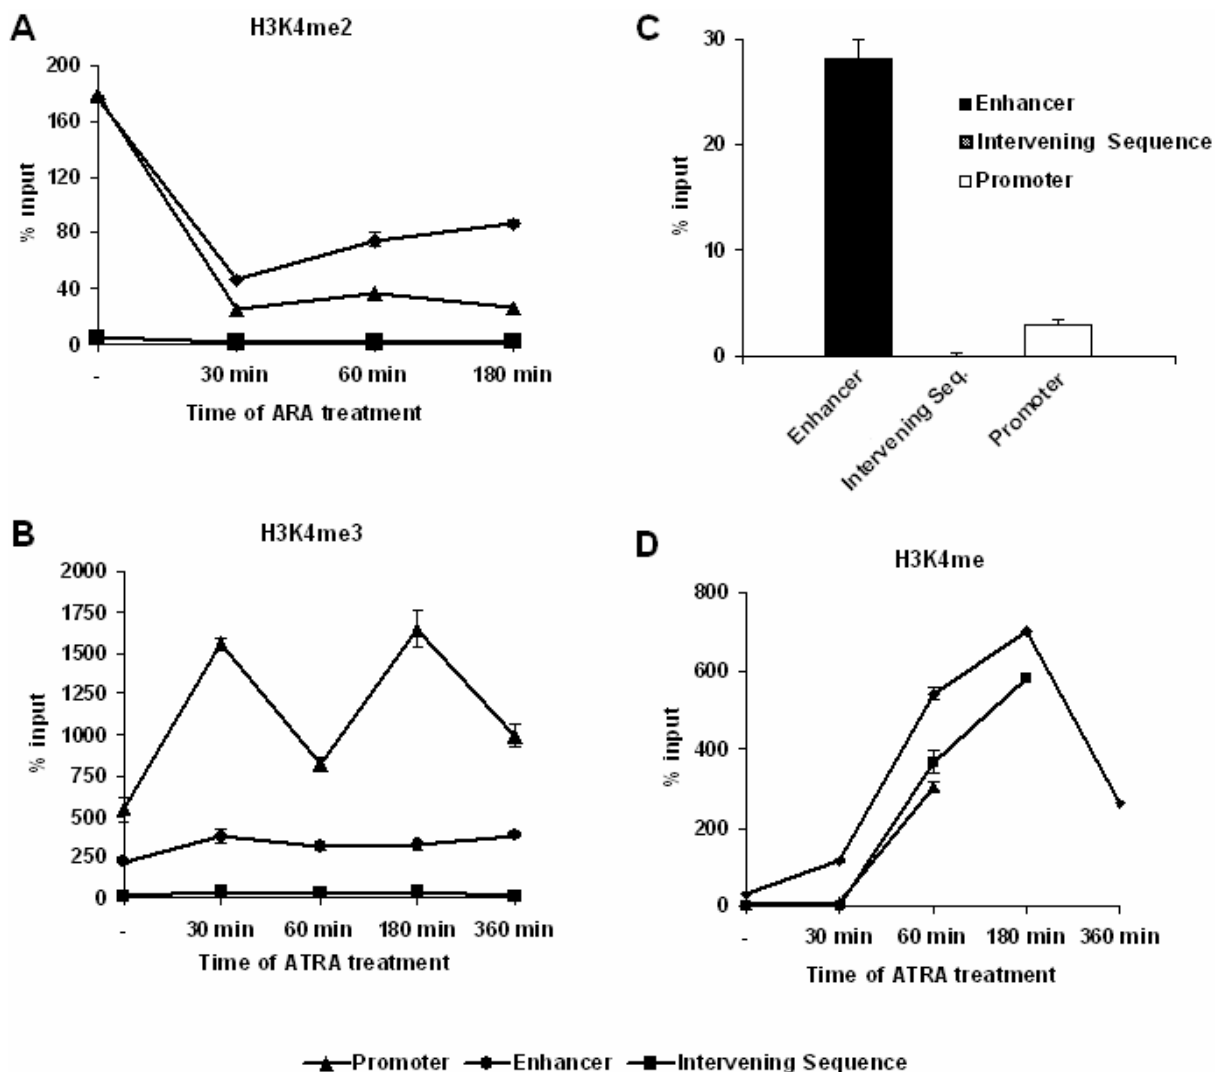 A
H3K4me2
200
160
120
80
40
0
% input
- 30 min 60 min 180 min
Time of ARA treatment
C
30
20
10
0
% input
Enhancer
Intervening Sequence
Promoter
Enhancer
Intervening Seq.
Promoter
B
H3K4me3
2000
1750
1500
1250
1000
750
500
250
0
% input
- 30 min 60 min 180 min 360 min
Time of ATRA treatment
D
H3K4me
800
600
400
200
0
% input
- 30 min 60 min 180 min 360 min
Time of ATRA treatment
Promoter Enhancer Intervening Sequence